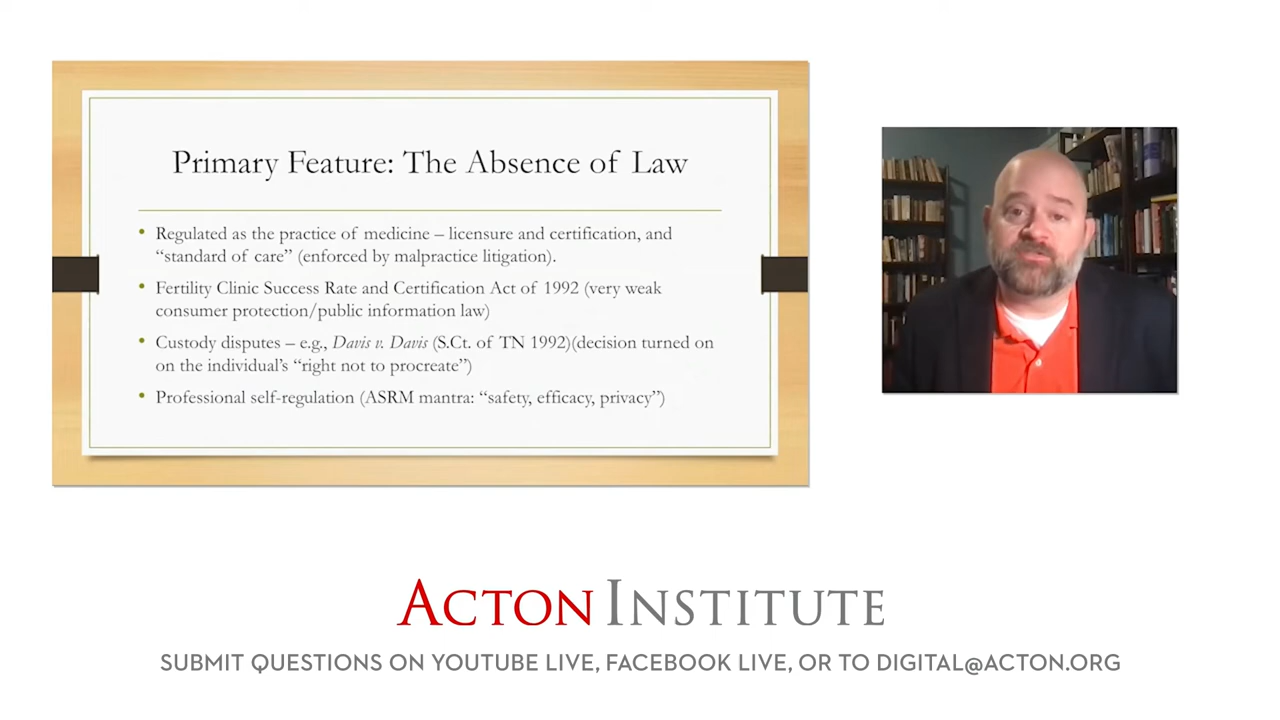 Primary Feature: The Absence of Law
• Regulated as the practice of medicine – licensure and certification, and
“standard of care” (enforced by malpractice litigation).
• Fertility Clinic Success Rate and Certification Act of 1992 (very weak
consumer protection/public information law)
• Custody disputes – e.g., Davis v. Davis (S.Ct. of TN 1992)(decision turned on
on the individual’s “right not to procreate”)
• Professional self-regulation (ASRM mantra: “safety, efficacy, privacy”)
ACTON INSTITUTE
SUBMIT QUESTIONS ON YOUTUBE LIVE, FACEBOOK LIVE, OR TO DIGITAL@ACTON.ORG